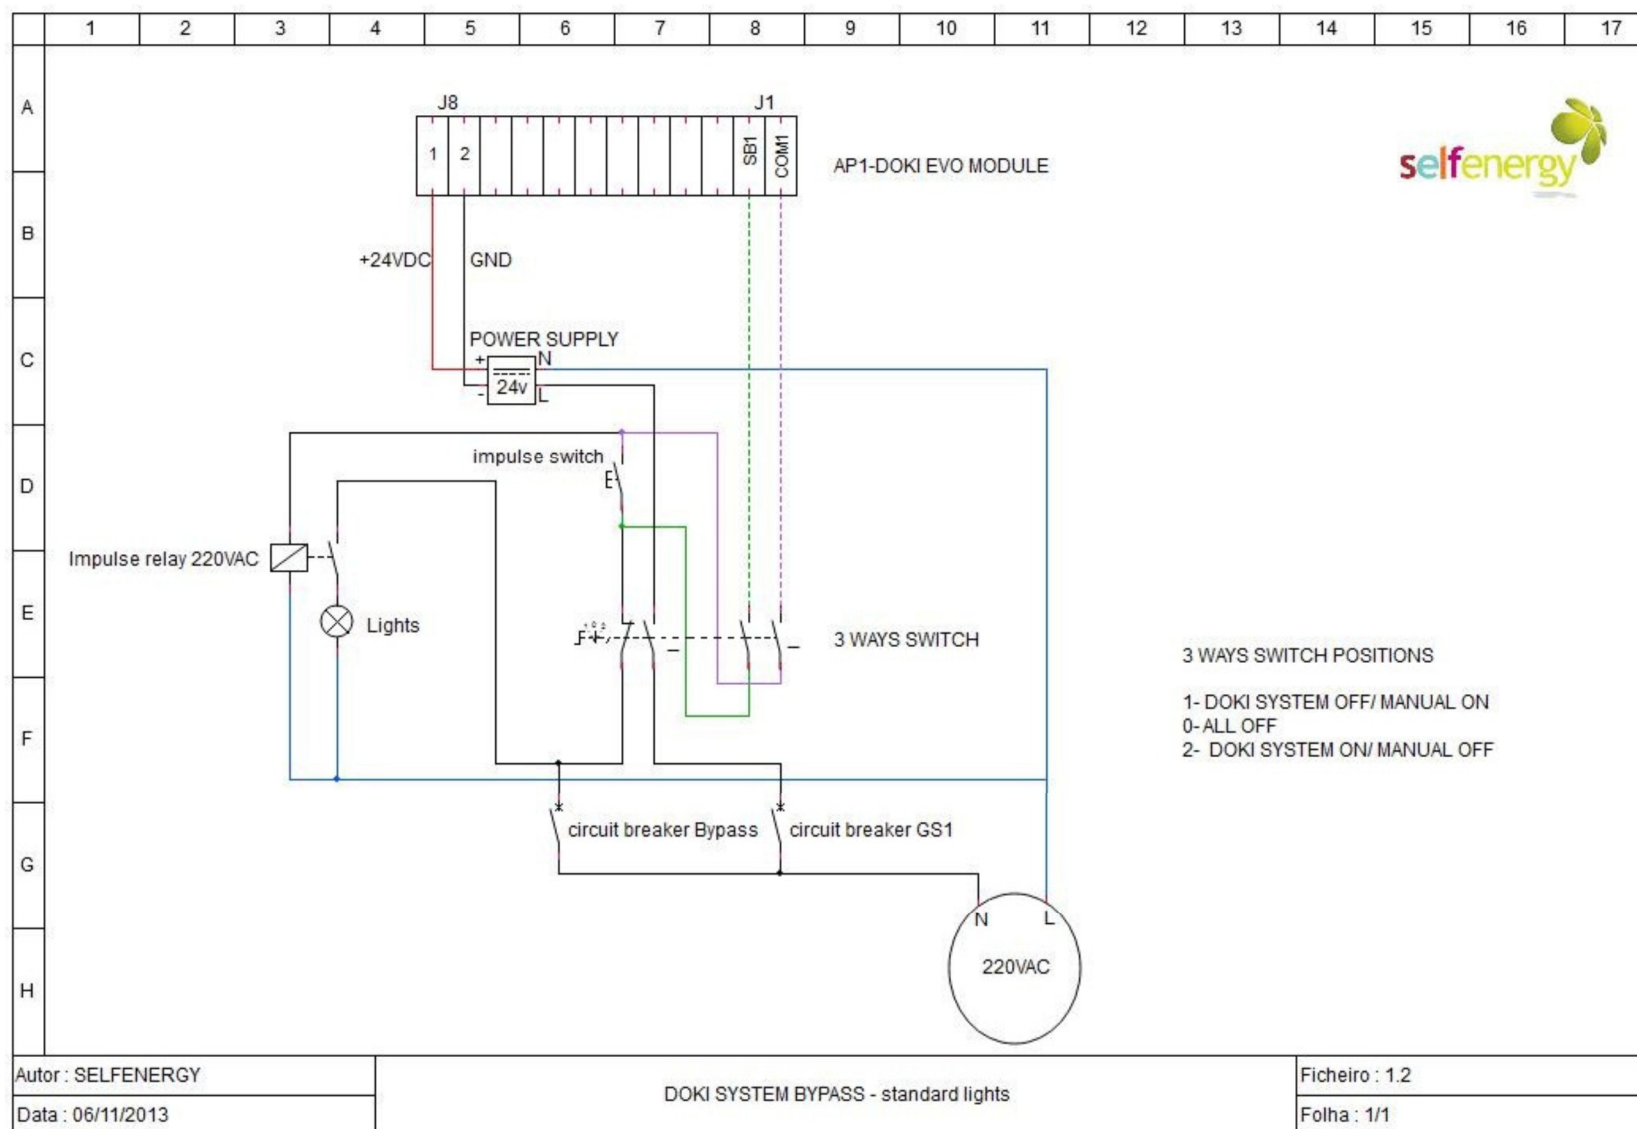 1 2 3 4 5 6 7 8 9 10 11 12 13 14 15 16 17
A
J8 J1
1 2 SB1 COM1
AP1-DOKI EVO MODULE
selfenergy
B
+24VDC GND
POWER SUPPLY
C
+ N
24v
- L
impulse switch
D
Impulse relay 220VAC
E
Lights
3 WAYS SWITCH
3 WAYS SWITCH POSITIONS
1- DOKI SYSTEM OFF/ MANUAL ON
0- ALL OFF
2- DOKI SYSTEM ON/ MANUAL OFF
F
circuit breaker Bypass circuit breaker GS1
G
N L
220VAC
H
Autor : SELFENERGY
Data : 06/11/2013
DOKI SYSTEM BYPASS - standard lights
Ficheiro : 1.2
Folha : 1/1